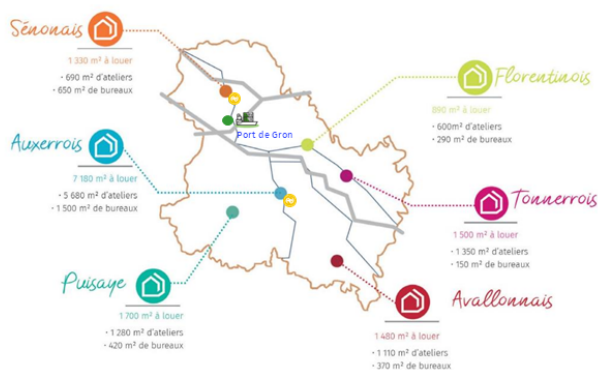 Sénonais
1 330 m² à louer
· 690 m² d'ateliers
· 650 m² de bureaux
Port de Gron
Florentinois
890 m² à louer
· 600m² d'ateliers
· 290 m² de bureaux
Auxerrois
7 180 m² à louer
· 5 680 m² d'ateliers
· 1 500 m² de bureaux
Tonnerrois
1 500 m² à louer
· 1 350 m² d'ateliers
· 150 m² de bureaux
Puisaye
1 700 m² à louer
· 1 280 m² d'ateliers
· 420 m² de bureaux
Avallonnais
1 480 m² à louer
· 1 110 m² d'ateliers
· 370 m² de bureaux